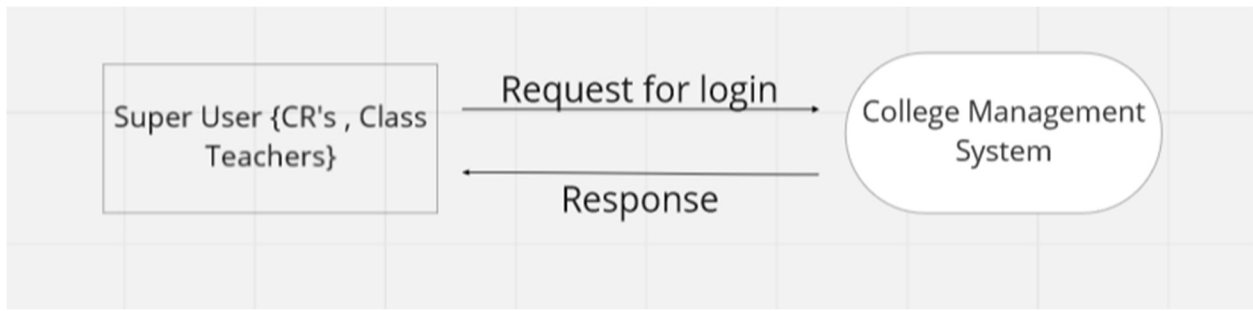 Super User {CR's , Class
Teachers}
Request for login
Response
College Management
System